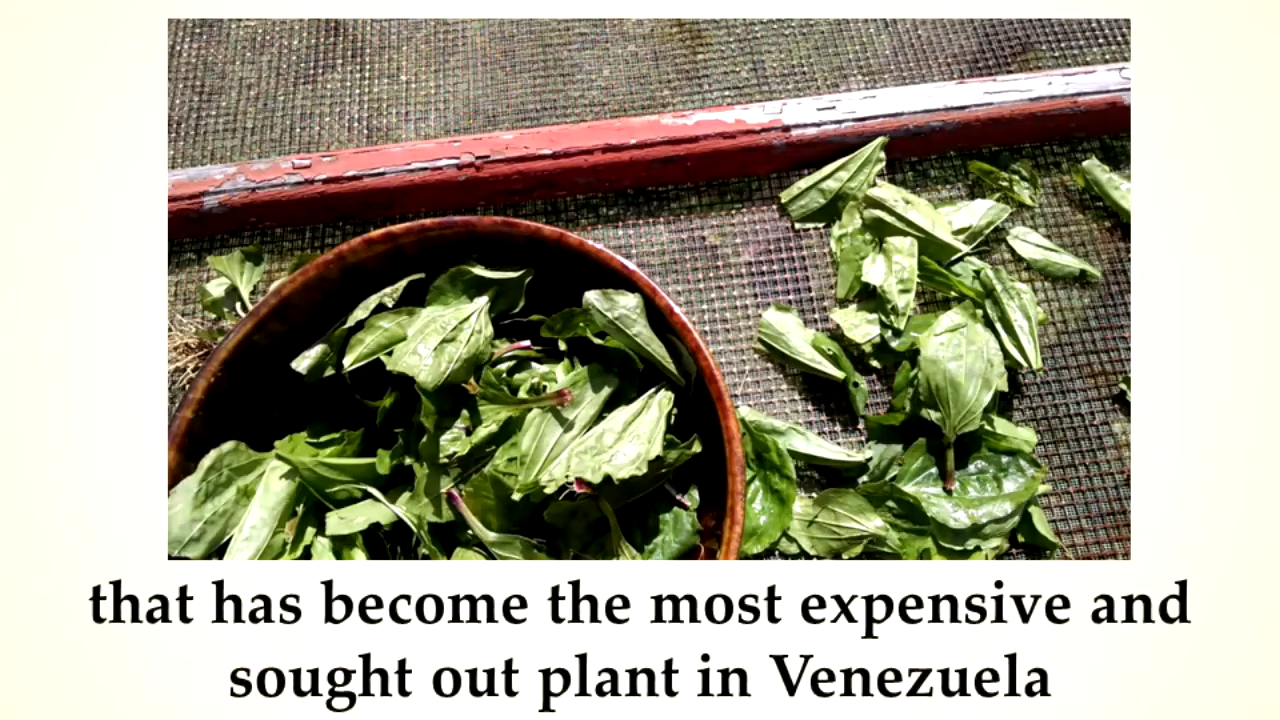 that has become the most expensive and
sought out plant in Venezuela